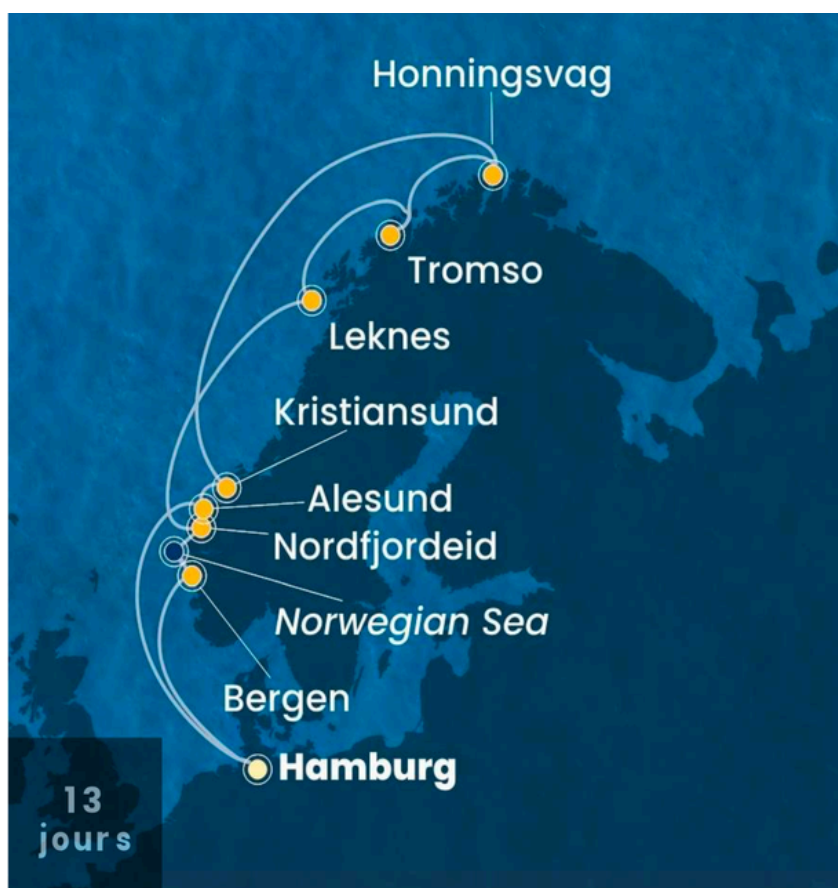 Honningsvag
Tromso
Leknes
Kristiansund
Alesund
Nordfjordeid
Norwegian Sea
Bergen
Hamburg
13
jours